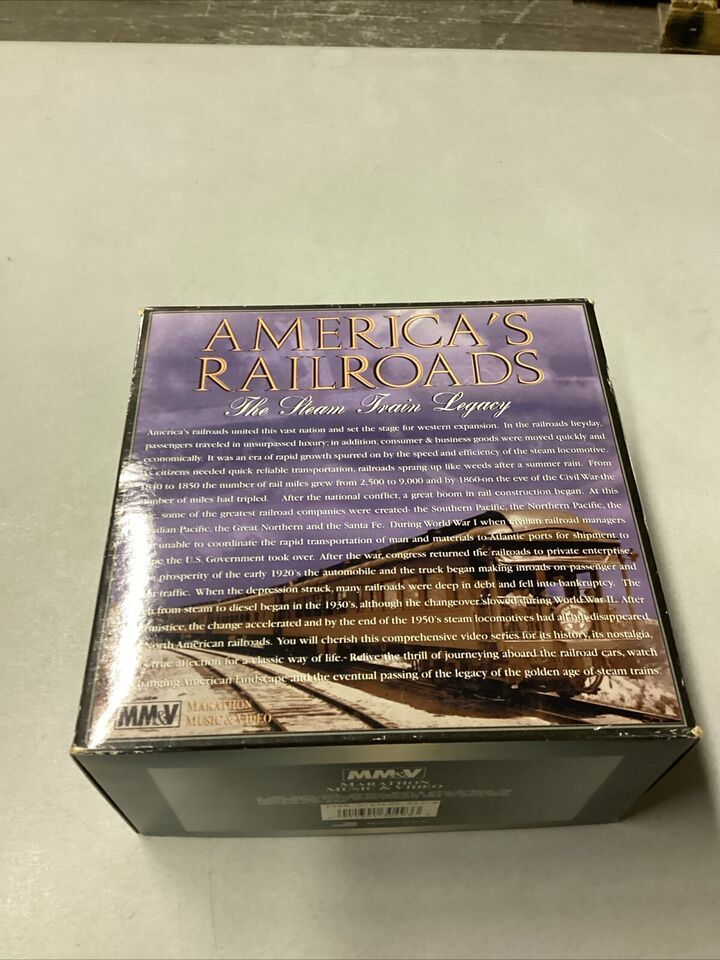 AMERICA'S
RAILROADS
The Steam Train Legacy
America's railroads united this vast nation and set the stage for western expansion. In the railroads heyday,
passengers traveled in unsurpassed luxury; in addition, consumer & business goods were moved quickly and
economically. It was an era of rapid growth spurred on by the speed and efficiency of the steam locomotive.
As citizens needed quick reliable transportation, railroads sprang up like weeds after a summer rain. From
1840 to 1850 the number of rail miles grew from 2,500 to 9,000 and by 1860-on the eve of the Civil War-the
number of miles had tripled. After the national conflict, a great boom in rail construction began. At this
some of the greatest railroad companies were created- the Southern Pacific, the Northern Pacific, the
Pacific, the Great Northern and the Santa Fe. During World War I when civilian railroad managers
unable to coordinate the rapid transportation of man and materials to Atlantic ports for shipment to
the U.S. Government took over. After the war, congress returned the railroads to private enterprise,
prosperity of the early 1920's the automobile and the truck began making inroads on passenger and
traffic. When the depression struck, many railroads were deep in debt and fell into bankruptcy. The
from steam to diesel began in the 1930's, although the changeover slowed during World War II. After
the change accelerated and by the end of the 1950's steam locomotives had all but disappeared
North American railroads. You will cherish this comprehensive video series for its history, its nostalgia,
true affection for a classic way of life.- Relive the thrill of journeying aboard the railroad cars, watch
American landscape and the eventual passing of the legacy of the golden age of steam trains.
MM&V MARATHON
MUSIC & VIDEO
MM&V
MARATHON
MUSIC & VIDEO